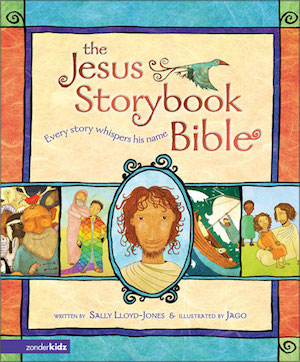 the
Jesus
Storybook
Every story whispers his name
Bible
WRITTEN BY SALLY LLOYD-JONES & ILLUSTRATED BY JAGO
zonderkidz